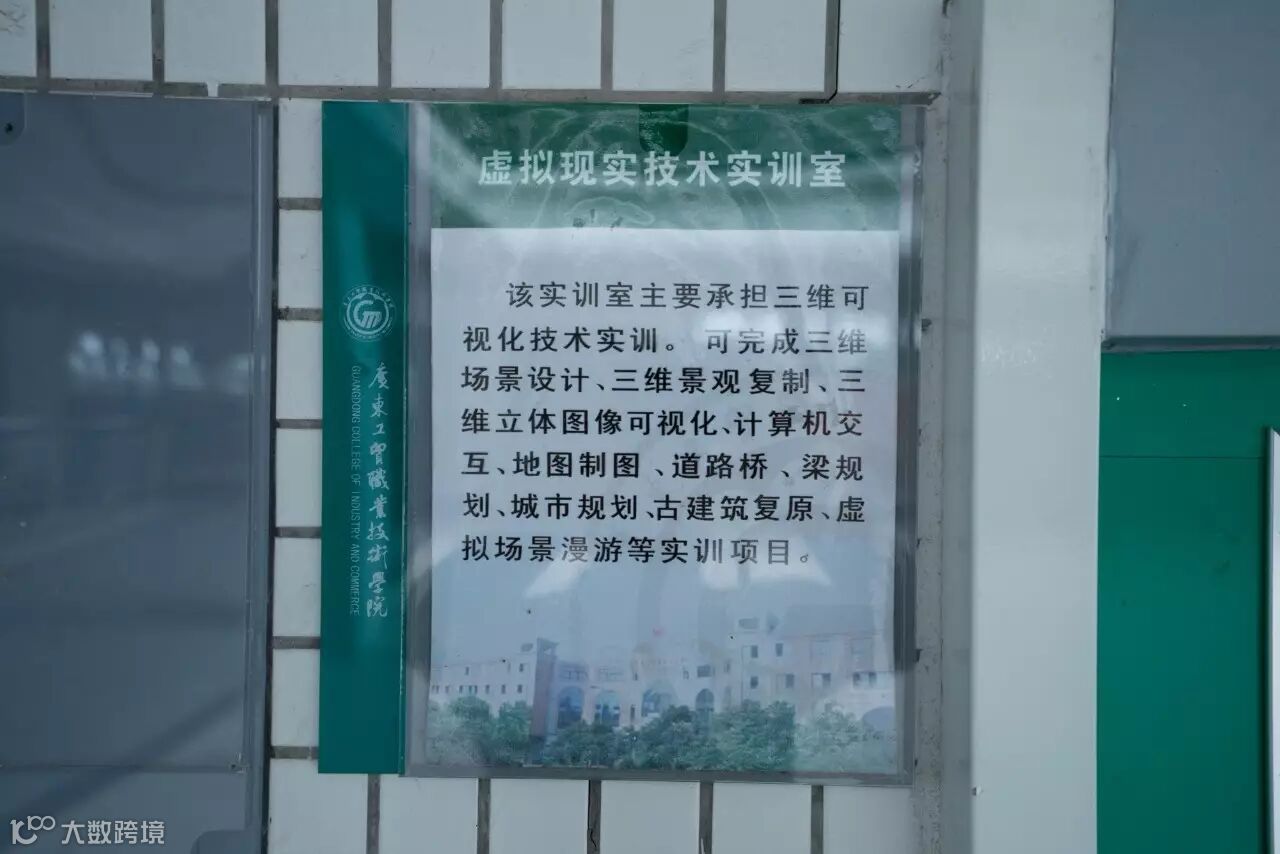 虚拟现实技术实训室
该实训室主要承担三维可
视化技术实训。可完成三维
场景设计、三维景观复制、三
维立体图像可视化、计算机交
互、地图制图、道路桥、梁规
划、城市规划、古建筑复原、虚
拟场景漫游等实训项目。
廣東工貿職業技術學院
GUANGDONG COLLEGE OF INDUSTRY AND COMMERCE
大数跨境